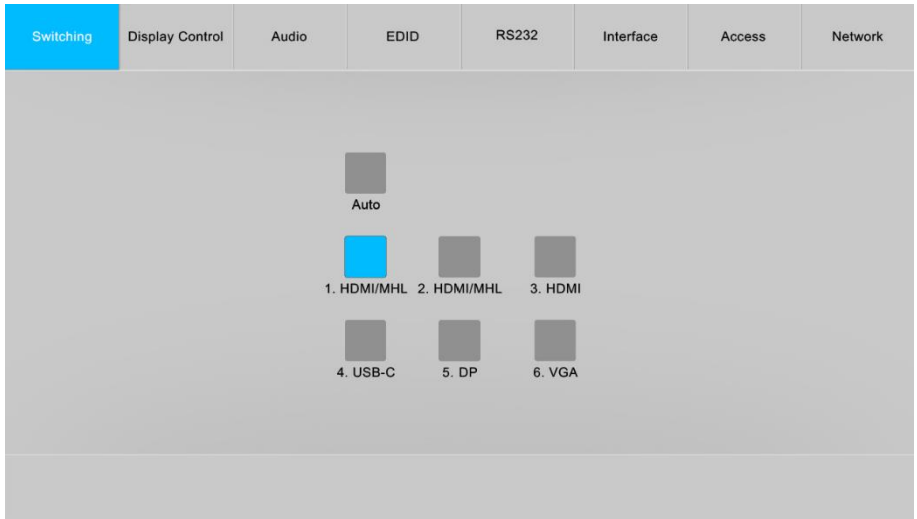 Switching Display Control Audio EDID RS232 Interface Access Network
Auto
1. HDMI/MHL 2. HDMI/MHL 3. HDMI
4. USB-C 5. DP 6. VGA